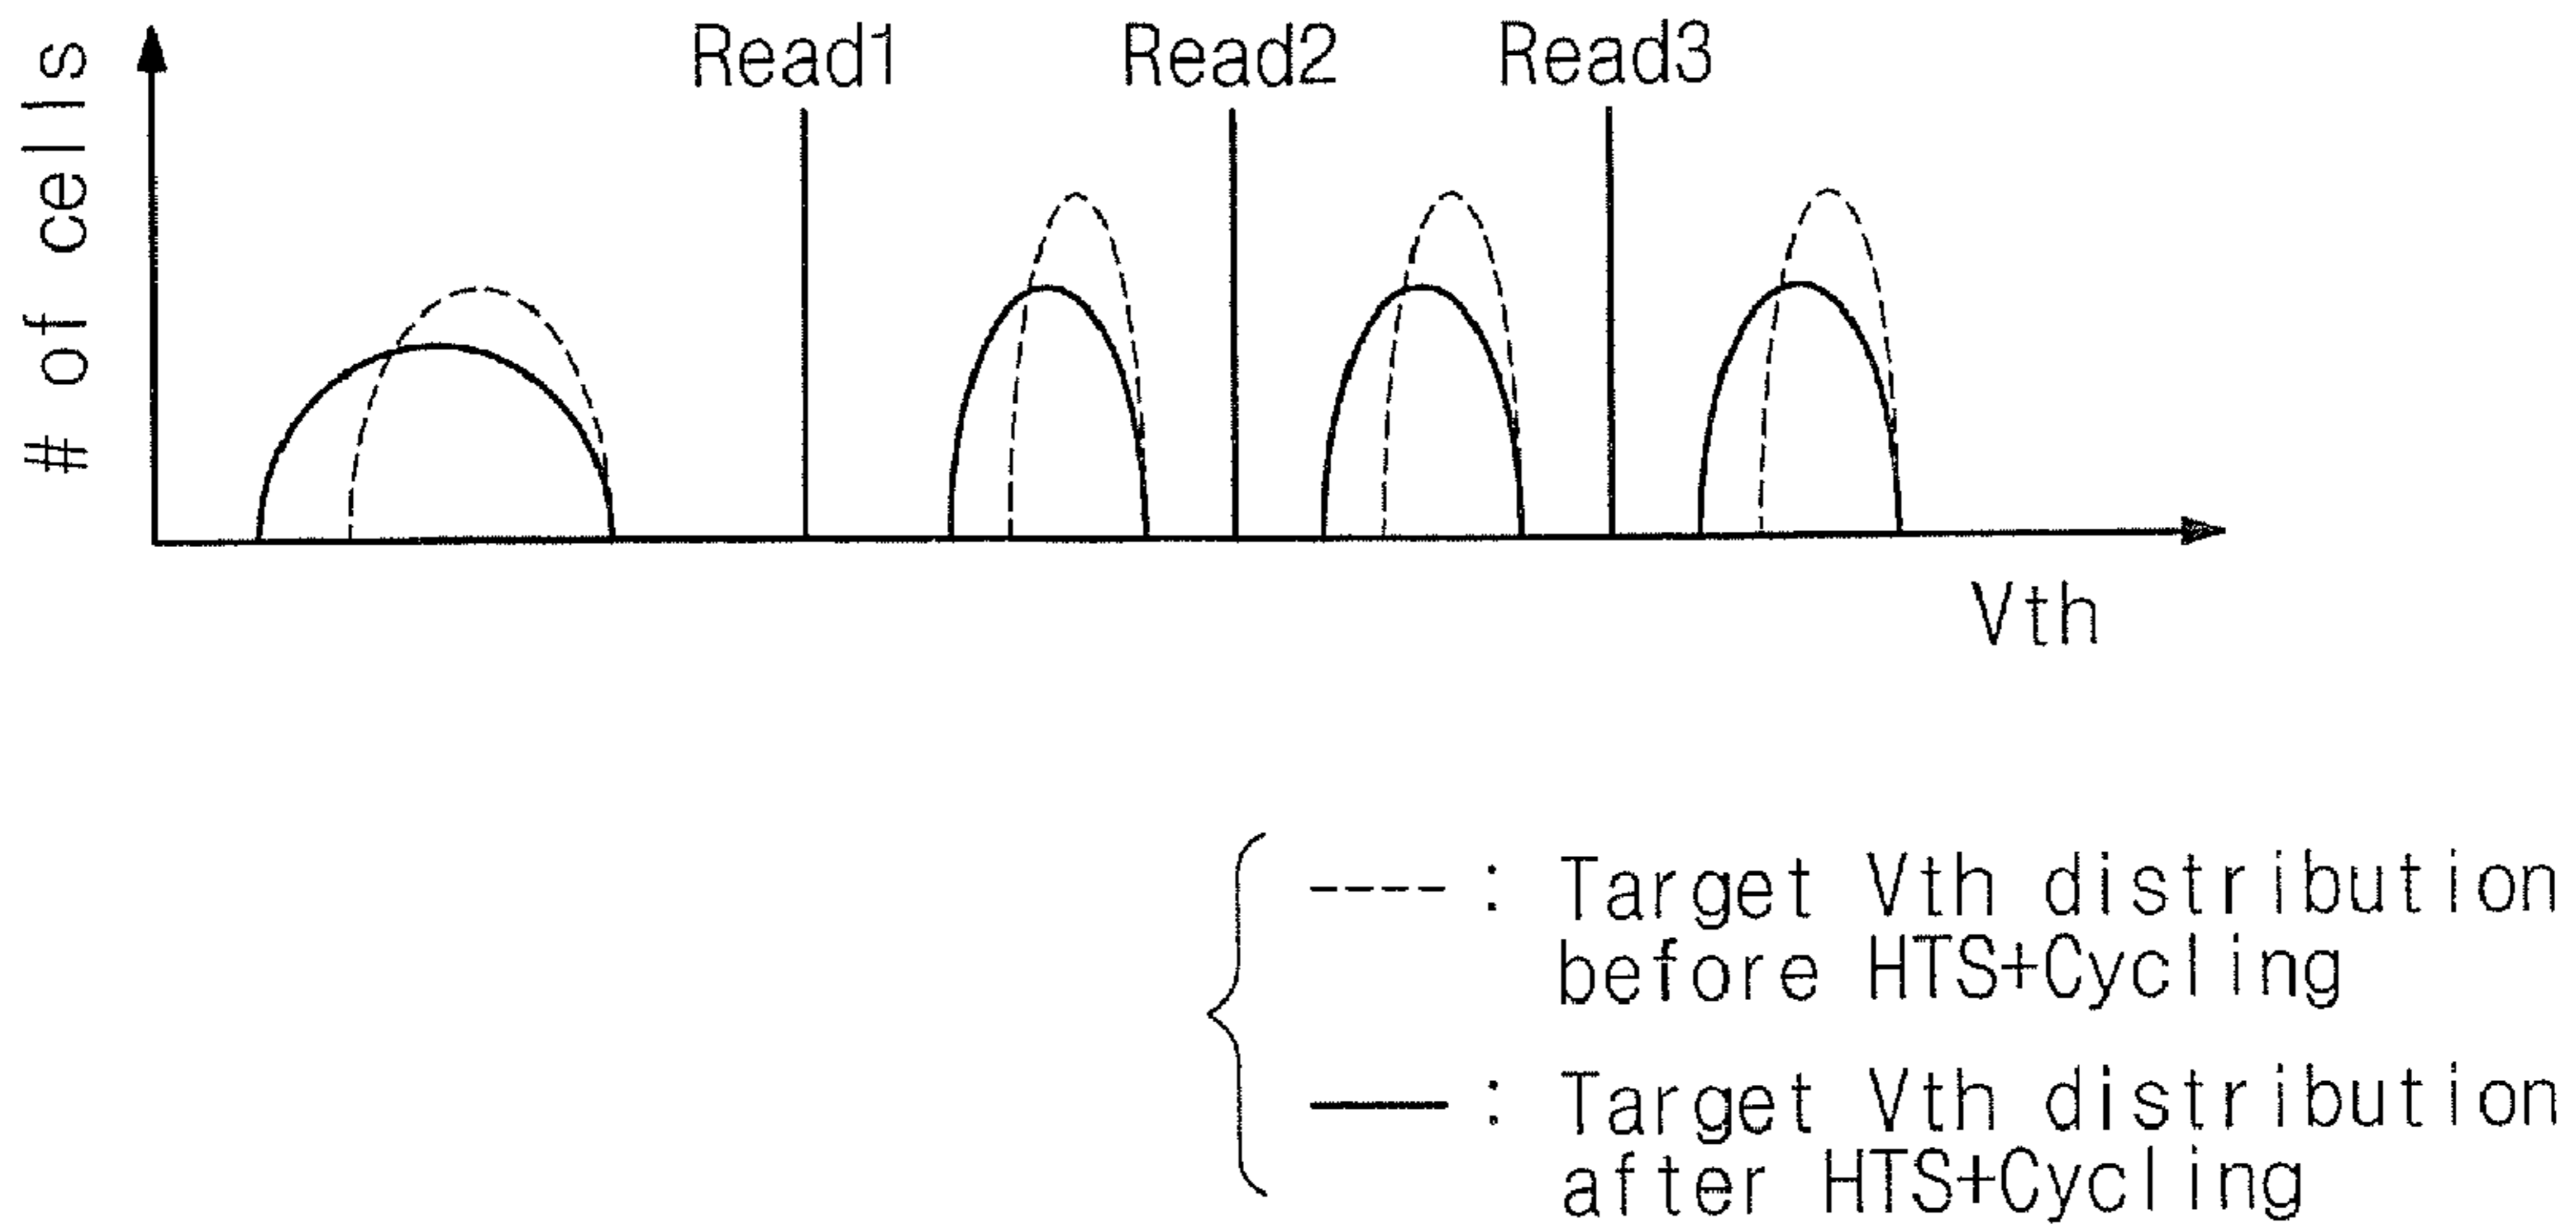 Read1 Read2 Read3
# of cells
Vth
----- : Target Vth distribution
before HTS+Cycling
— : Target Vth distribution
after HTS+Cycling